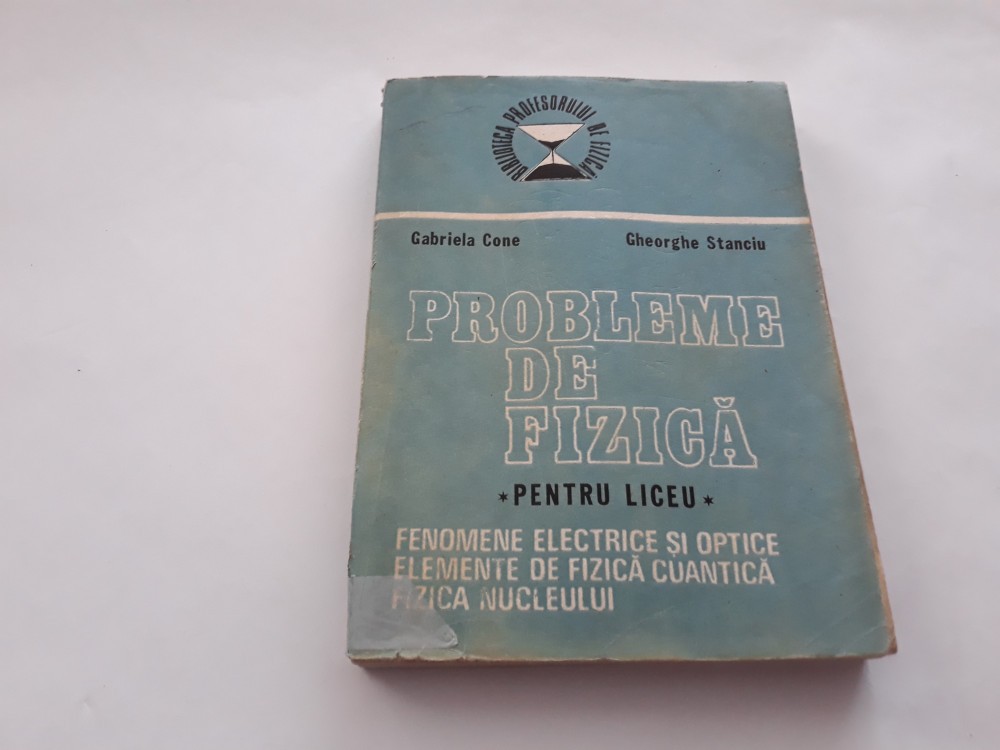 BIBLIOTECA PROFESORULUI DE FIZICĂ
Gabriela Cone Gheorghe Stanciu
PROBLEME
DE
FIZICĂ
*PENTRU LICEU*
FENOMENE ELECTRICE ȘI OPTICE
ELEMENTE DE FIZICĂ CUANTICĂ
FIZICA NUCLEULUI